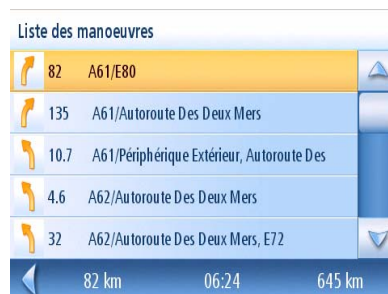 Liste des manoeuvres
82 A61/E80
135 A61/Autoroute Des Deux Mers
10.7 A61/Périphérique Extérieur, Autoroute Des
4.6 A62/Autoroute Des Deux Mers
32 A62/Autoroute Des Deux Mers, E72
82 km 06:24 645 km